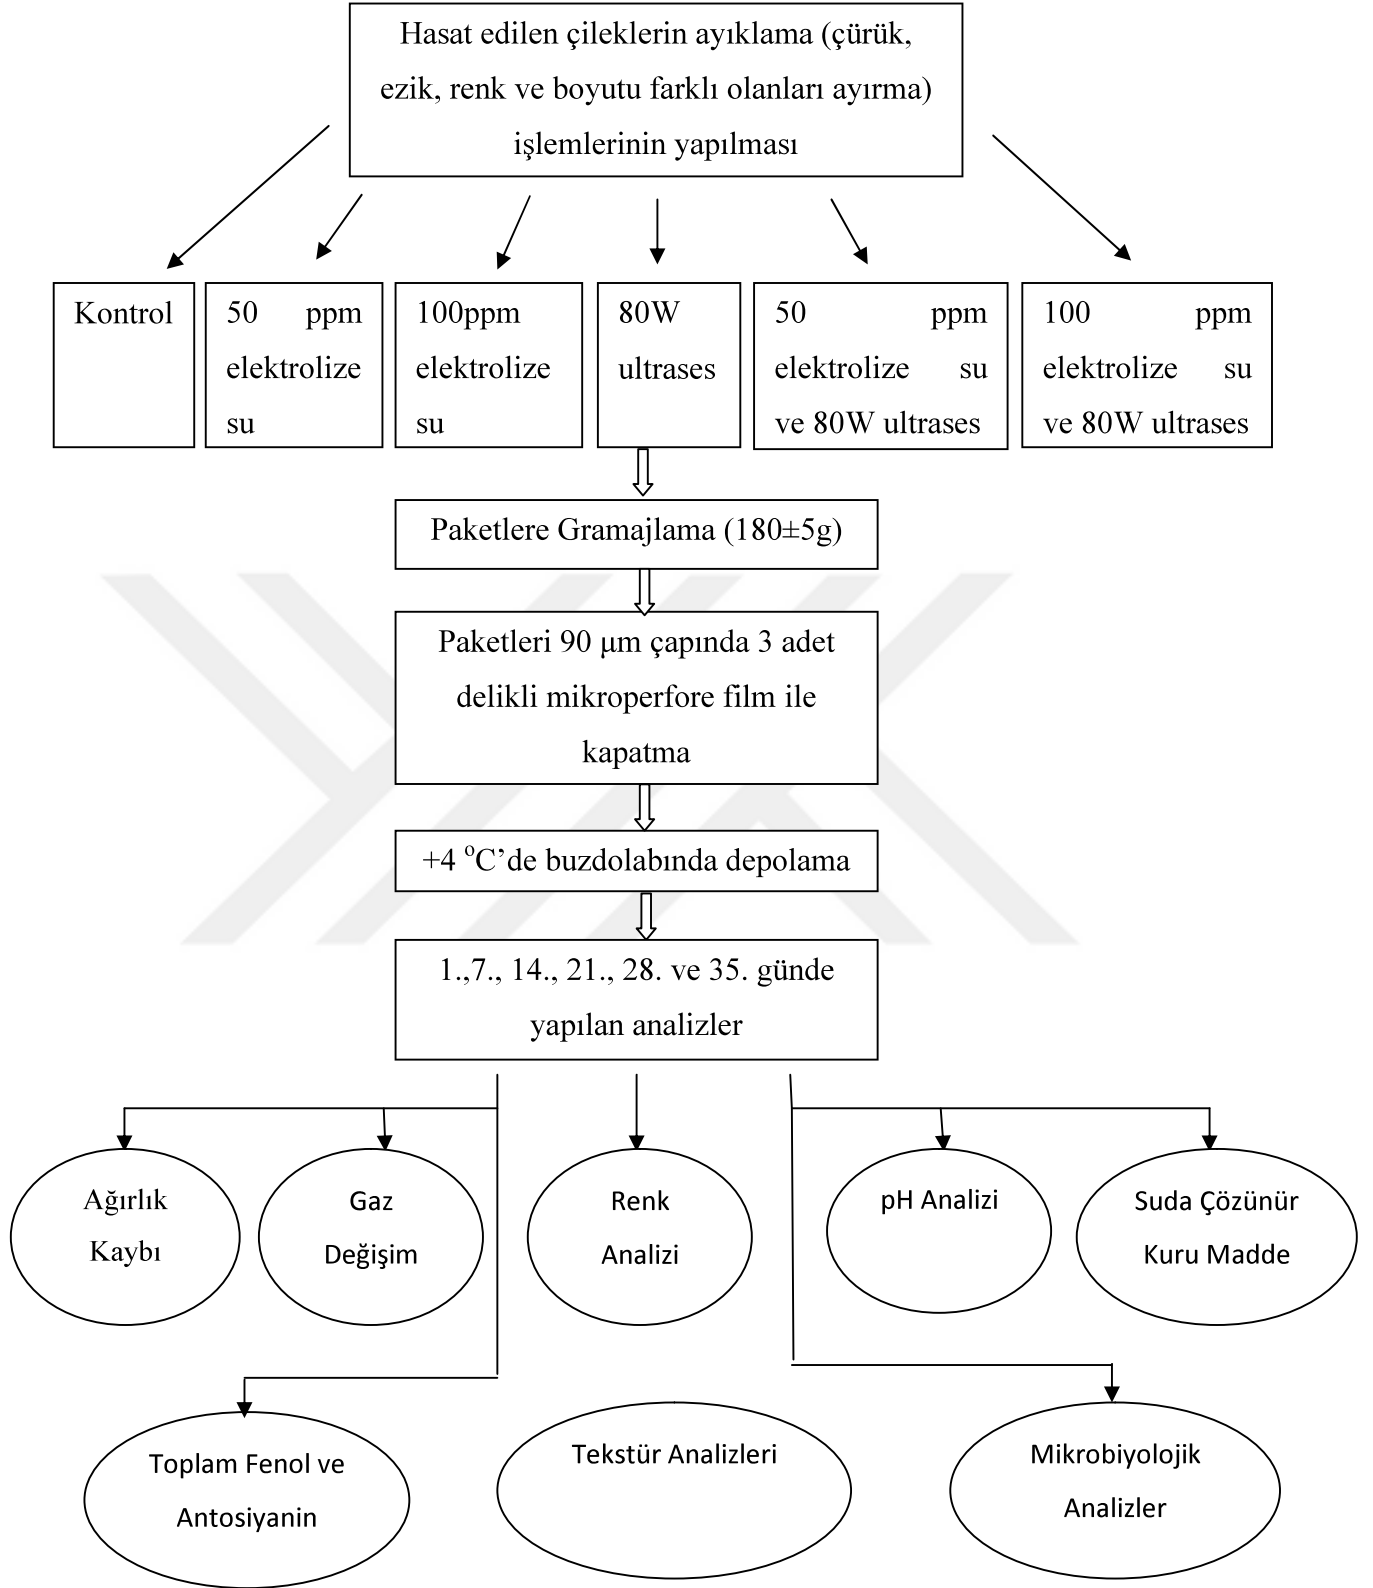 Hasat edilen çileklerin ayıklama (çürük,
ezik, renk ve boyutu farklı olanları ayırma)
işlemlerinin yapılması
Kontrol
50 ppm
elektrolize
su
100ppm
elektrolize
su
80W
ultrases
50 ppm
elektrolize su
ve 80W ultrases
100 ppm
elektrolize su
ve 80W ultrases
Paketlere Gramajlama (180±5g)
Paketleri 90 μm çapında 3 adet
delikli mikroperfore film ile
kapatma
+4 °C’de buzdolabında depolama
1.,7., 14., 21., 28. ve 35. günde
yapılan analizler
Ağırlık
Kaybı
Gaz
Değişim
Renk
Analizi
pH Analizi
Suda Çözünür
Kuru Madde
Toplam Fenol ve
Antosiyanin
Tekstür Analizleri
Mikrobiyolojik
Analizler